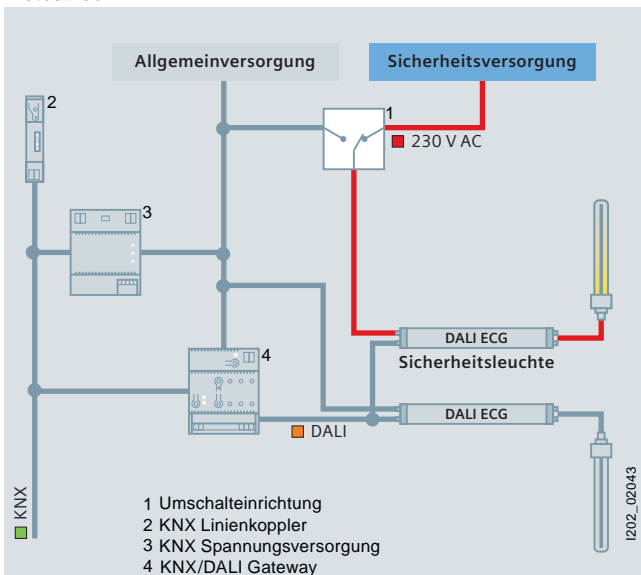 Allgemeinversorgung
Sicherheitsversorgung
2
1
230 V AC
3
DALI ECG
Sicherheitsleuchte
4
DALI ECG
DALI
KNX
I202_02043
1 Umschalteinrichtung
2 KNX Linienkoppler
3 KNX Spannungsversorgung
4 KNX/DALI Gateway